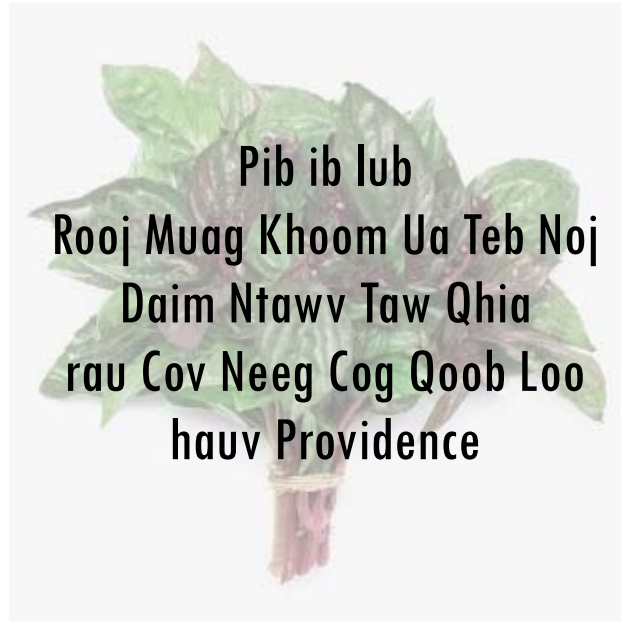 Pib ib lub
Rooj Muag Khoom Ua Teb Noj
Daim Ntawv Taw Qhia
rau Cov Neeg Cog Qoob Loo
hauv Providence